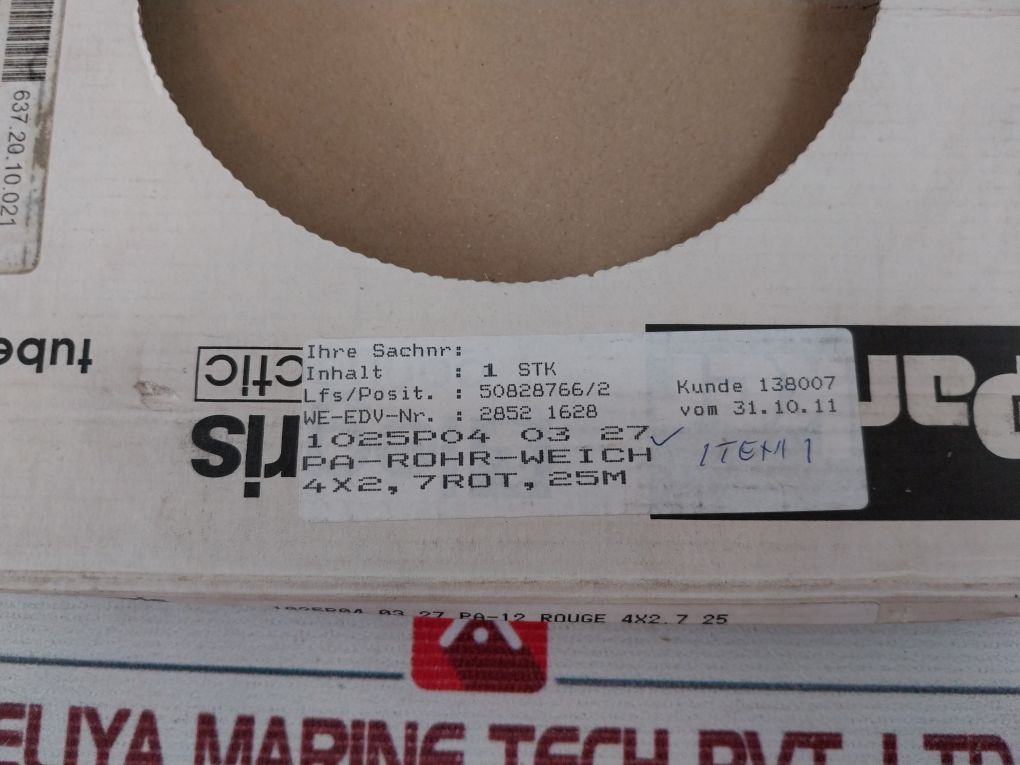 637.20.10.021
tube
ctic
ris
Par
Ihre Sachnr:
Inhalt : 1 STK
Lfs/Posit. : 50828766/2
WE-EDV-Nr. : 2852 1628
Kunde 138007
vom 31.10.11
1025P04 03 27✓
PA-ROHR-WEICH
4X2,7ROT,25M
ITEM 1
1025P04 03 27 PA-12 ROUGE 4X2.7 25
ELIYA MARINE TECH PVT. LTD